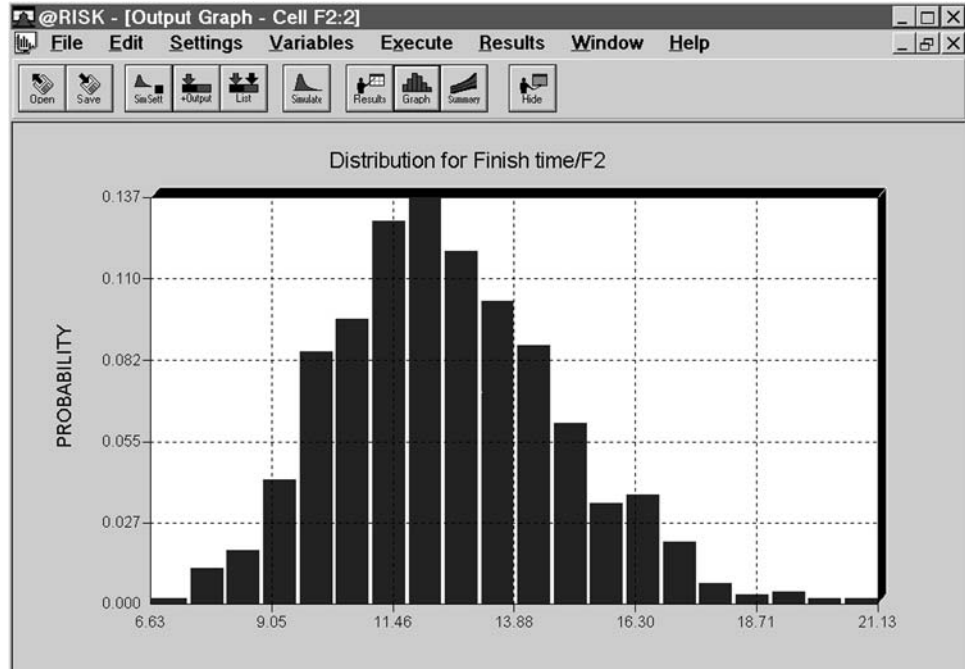 @RISK - [Output Graph - Cell F2:2]
File Edit Settings Variables Execute Results Window Help
Open Save SimSett +Output List Simulate Results Graph Summary Hide
Distribution for Finish time/F2
PROBABILITY
0.137
0.110
0.082
0.055
0.027
0.000
6.63 9.05 11.46 13.88 16.30 18.71 21.13